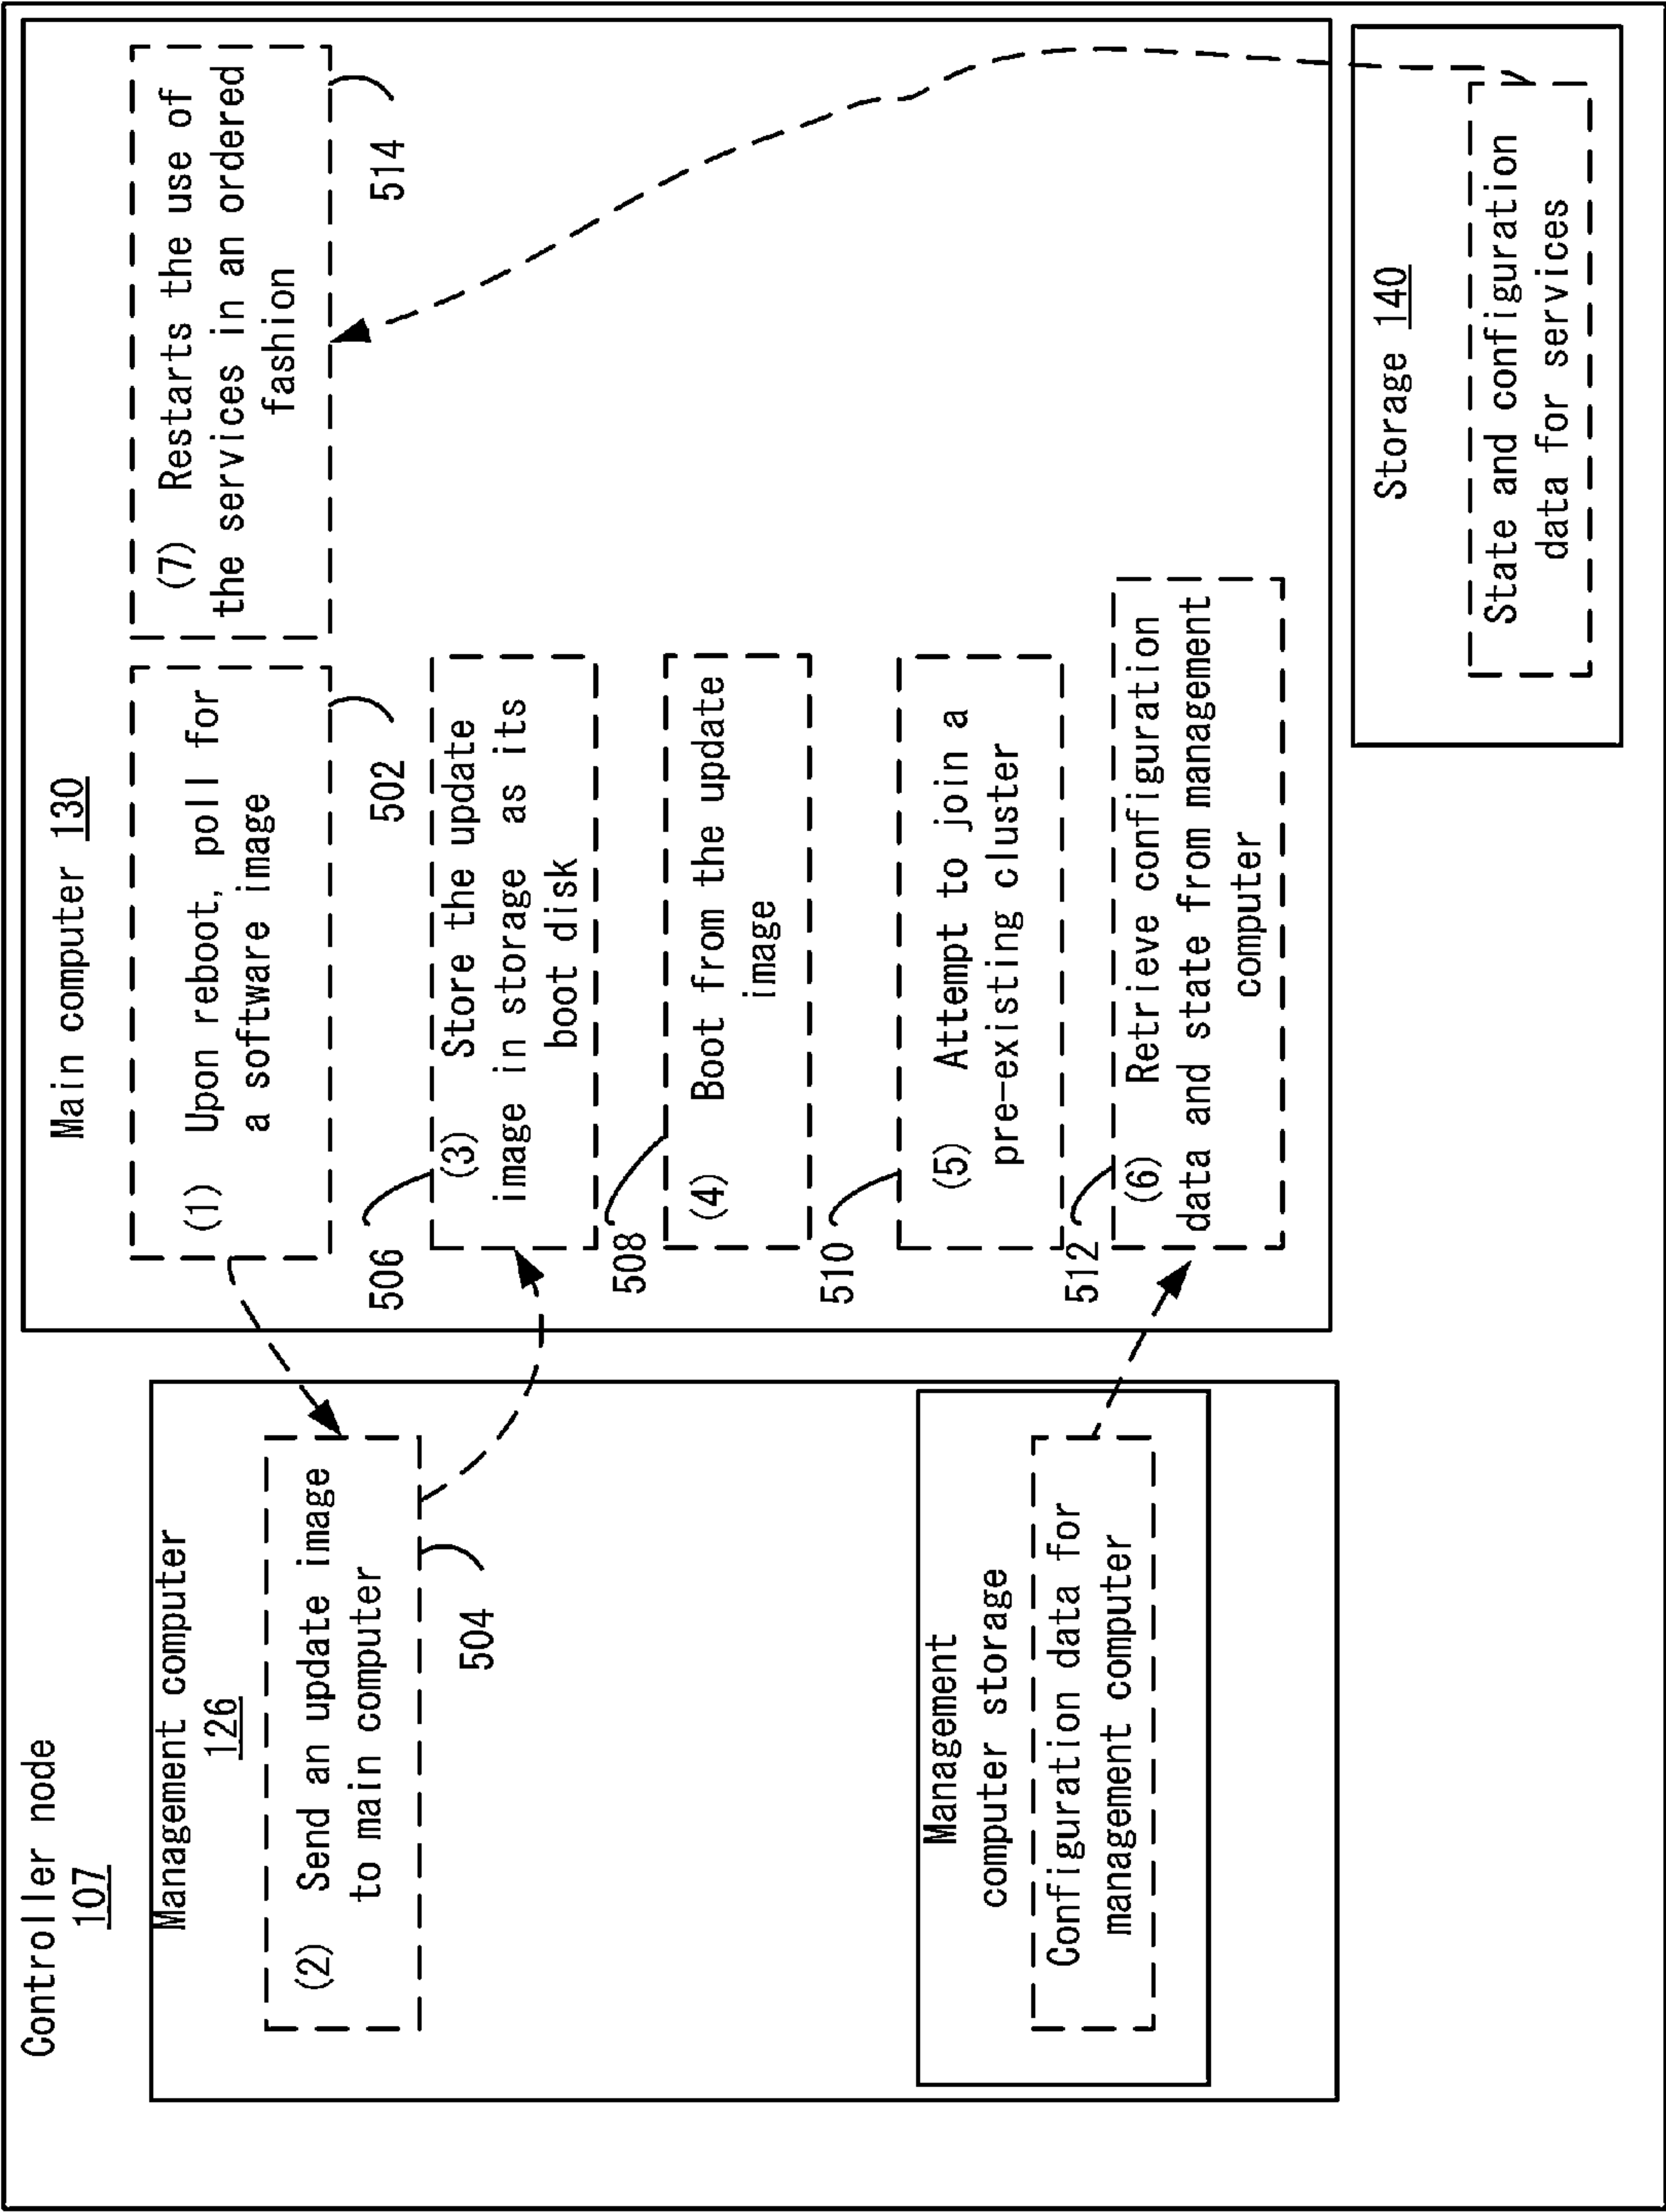 Controller node
107
Management computer
126
(2) Send an update image
to main computer
504
Management
computer storage
Configuration data for
management computer
Main computer 130
(1) Upon reboot, poll for
a software image
502
506
(3) Store the update
image in storage as its
boot disk
508
(4) Boot from the update
image
510
(5) Attempt to join a
pre-existing cluster
512
(6) Retrieve configuration
data and state from management
computer
(7) Restarts the use of
the services in an ordered
fashion
514
Storage 140
State and configuration
data for services